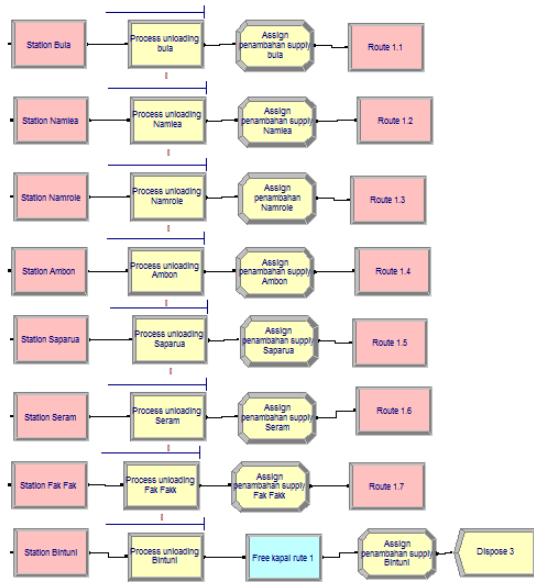 Station Bula
Process unloading
bula
Assign
penambahan supply
bula
Route 1.1
Station Namlea
Process unloading
Namlea
Assign
penambahan supply
Namlea
Route 1.2
Station Namrole
Process unloading
Namrole
Assign
penambahan
Namrole
Route 1.3
Station Ambon
Process unloading
Ambon
Assign
penambahan supply
Ambon
Route 1.4
Station Saparua
Process unloading
Saparua
Assign
penambahan supply
Saparua
Route 1.5
Station Seram
Process unloading
Seram
Assign
penambahan supply
Seram
Route 1.6
Station Fak Fak
Process unloading
Fak Fakk
Assign
penambahan supply
Fak Fakk
Route 1.7
Station Bintuni
Process unloading
Bintuni
Free kapal rute 1
Assign
penambahan supply
Bintuni
Dispose 3